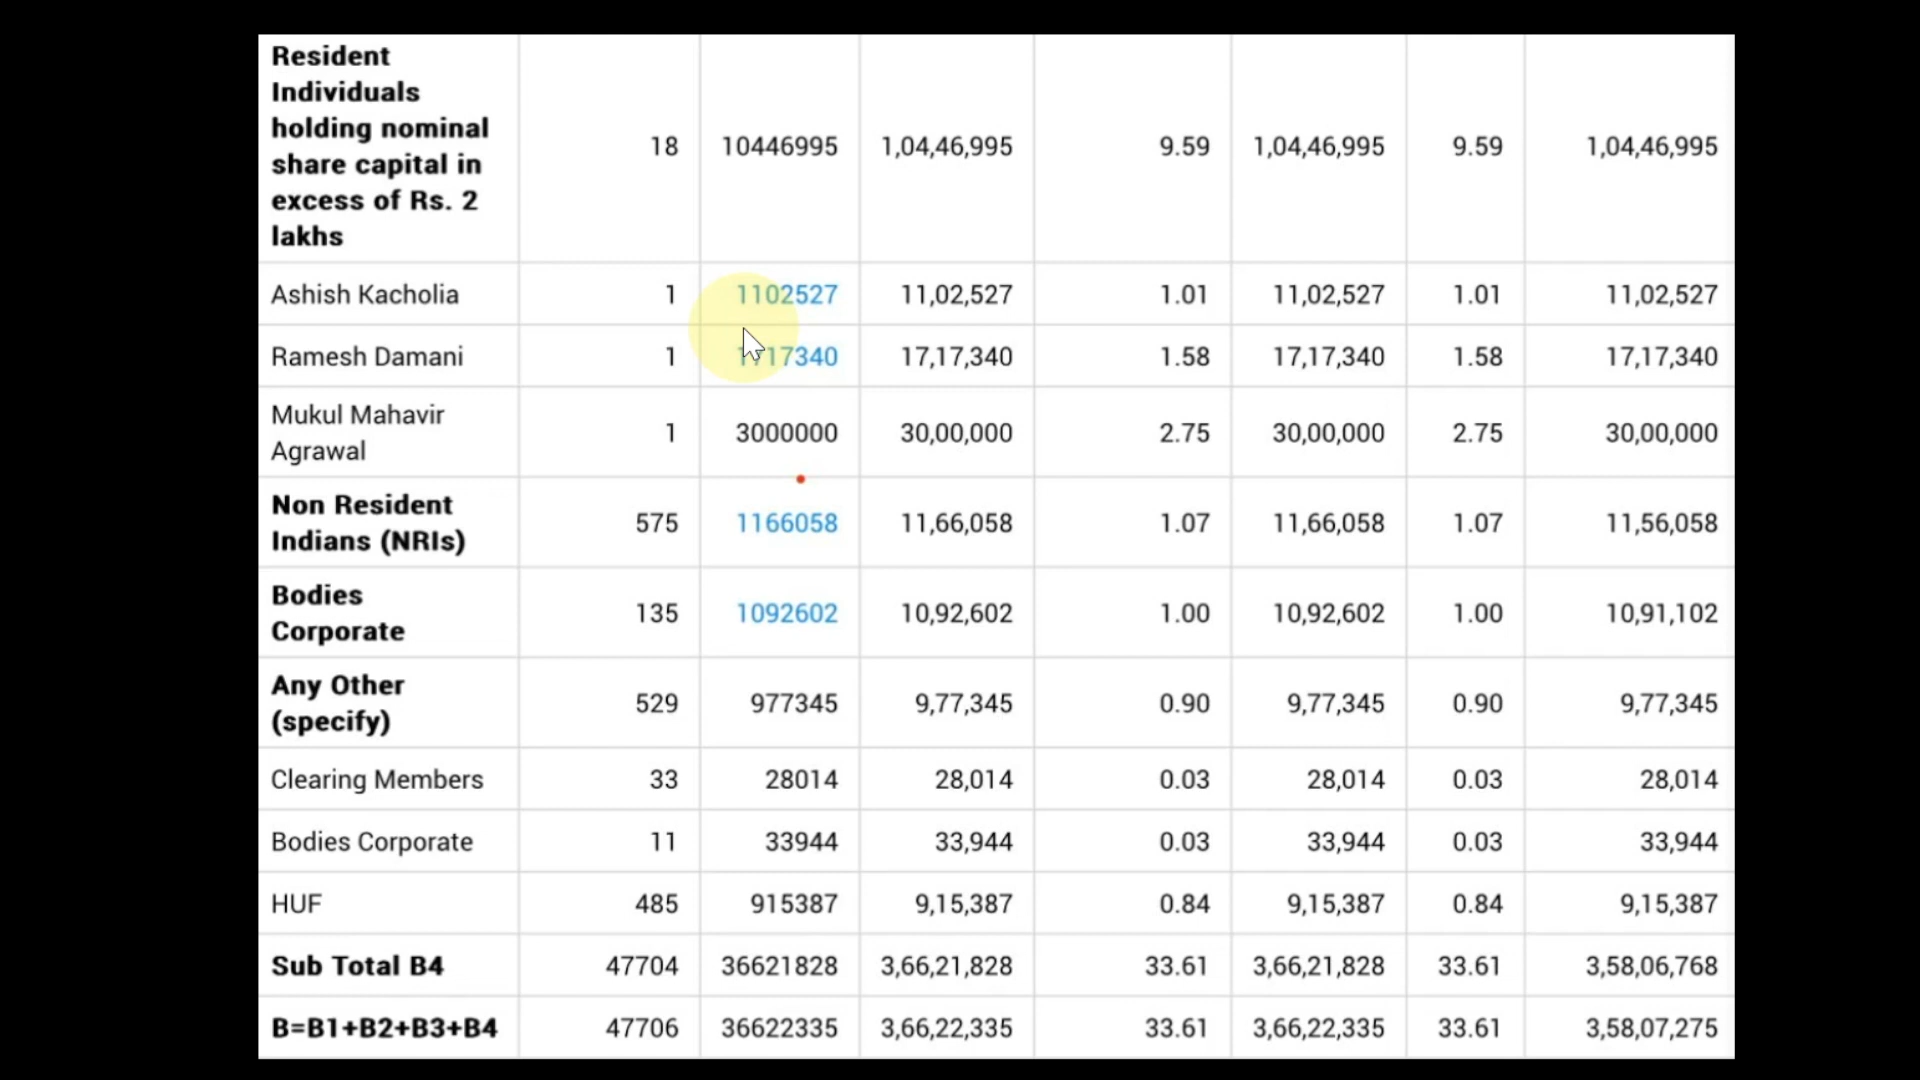 Resident
Individuals
holding nominal
share capital in
excess of Rs. 2
lakhs
18 10446995 1,04,46,995 9.59 1,04,46,995 9.59 1,04,46,995
Ashish Kacholia 1 1102527 11,02,527 1.01 11,02,527 1.01 11,02,527
Ramesh Damani 1 1717340 17,17,340 1.58 17,17,340 1.58 17,17,340
Mukul Mahavir
Agrawal
1 3000000 30,00,000 2.75 30,00,000 2.75 30,00,000
Non Resident
Indians (NRIs)
575 1166058 11,66,058 1.07 11,66,058 1.07 11,56,058
Bodies
Corporate
135 1092602 10,92,602 1.00 10,92,602 1.00 10,91,102
Any Other
(specify)
529 977345 9,77,345 0.90 9,77,345 0.90 9,77,345
Clearing Members 33 28014 28,014 0.03 28,014 0.03 28,014
Bodies Corporate 11 33944 33,944 0.03 33,944 0.03 33,944
HUF 485 915387 9,15,387 0.84 9,15,387 0.84 9,15,387
Sub Total B4 47704 36621828 3,66,21,828 33.61 3,66,21,828 33.61 3,58,06,768
B=B1+B2+B3+B4 47706 36622335 3,66,22,335 33.61 3,66,22,335 33.61 3,58,07,275